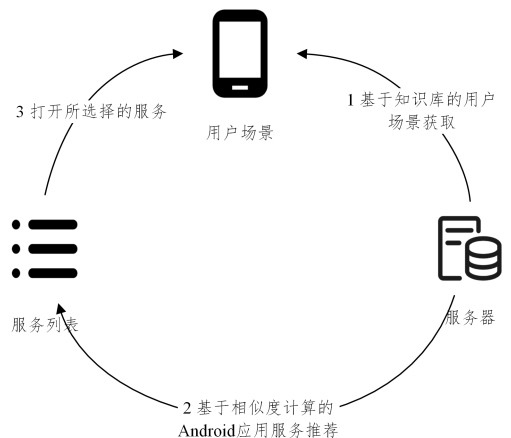 用户场景
1 基于知识库的用户
场景获取
3 打开所选择的服务
服务列表
服务器
2 基于相似度计算的
Android应用服务推荐